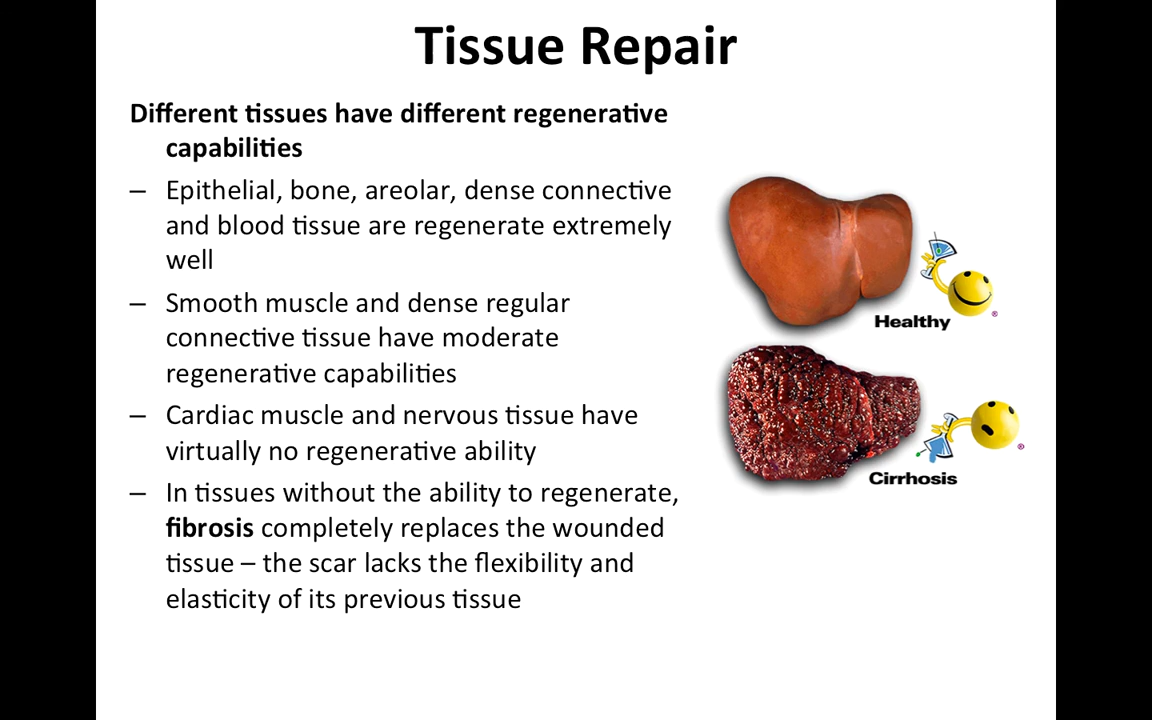 Tissue Repair
Different tissues have different regenerative
capabilities
– Epithelial, bone, areolar, dense connective
and blood tissue are regenerate extremely
well
– Smooth muscle and dense regular
connective tissue have moderate
regenerative capabilities
– Cardiac muscle and nervous tissue have
virtually no regenerative ability
– In tissues without the ability to regenerate,
fibrosis completely replaces the wounded
tissue – the scar lacks the flexibility and
elasticity of its previous tissue
®
Healthy
®
Cirrhosis